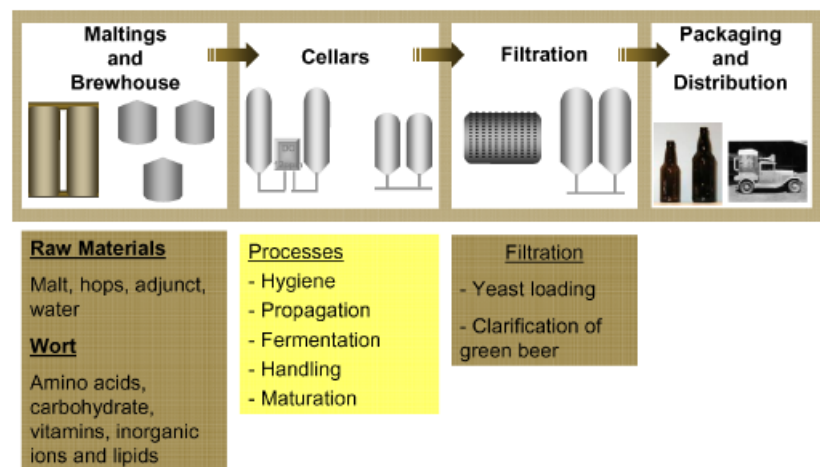 Maltings
and
Brewhouse
Cellars
Filtration
Packaging
and
Distribution
Raw Materials
Malt, hops, adjunct,
water
Wort
Amino acids,
carbohydrate,
vitamins, inorganic
ions and lipids
Processes
- Hygiene
- Propagation
- Fermentation
- Handling
- Maturation
Filtration
- Yeast loading
- Clarification of
green beer